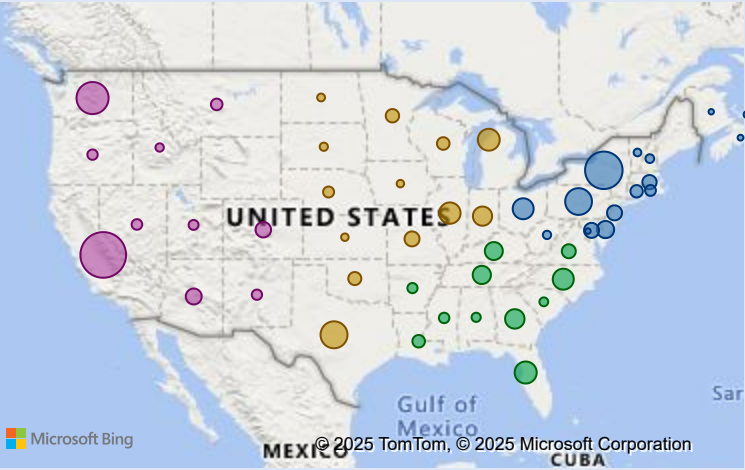 UNITED STATES
Sar
Gulf of
Mexico
Microsoft Bing
© 2025 TomTom, © 2025 Microsoft Corporation
MEXICO
CUBA